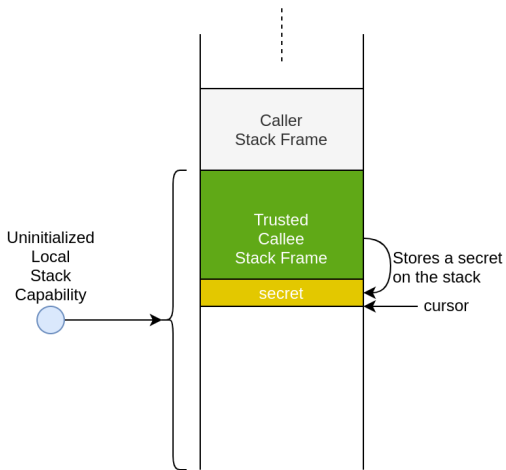 Caller
Stack Frame
Trusted
Callee
Stack Frame
Uninitialized
Local
Stack
Capability
Stores a secret
on the stack
secret
cursor